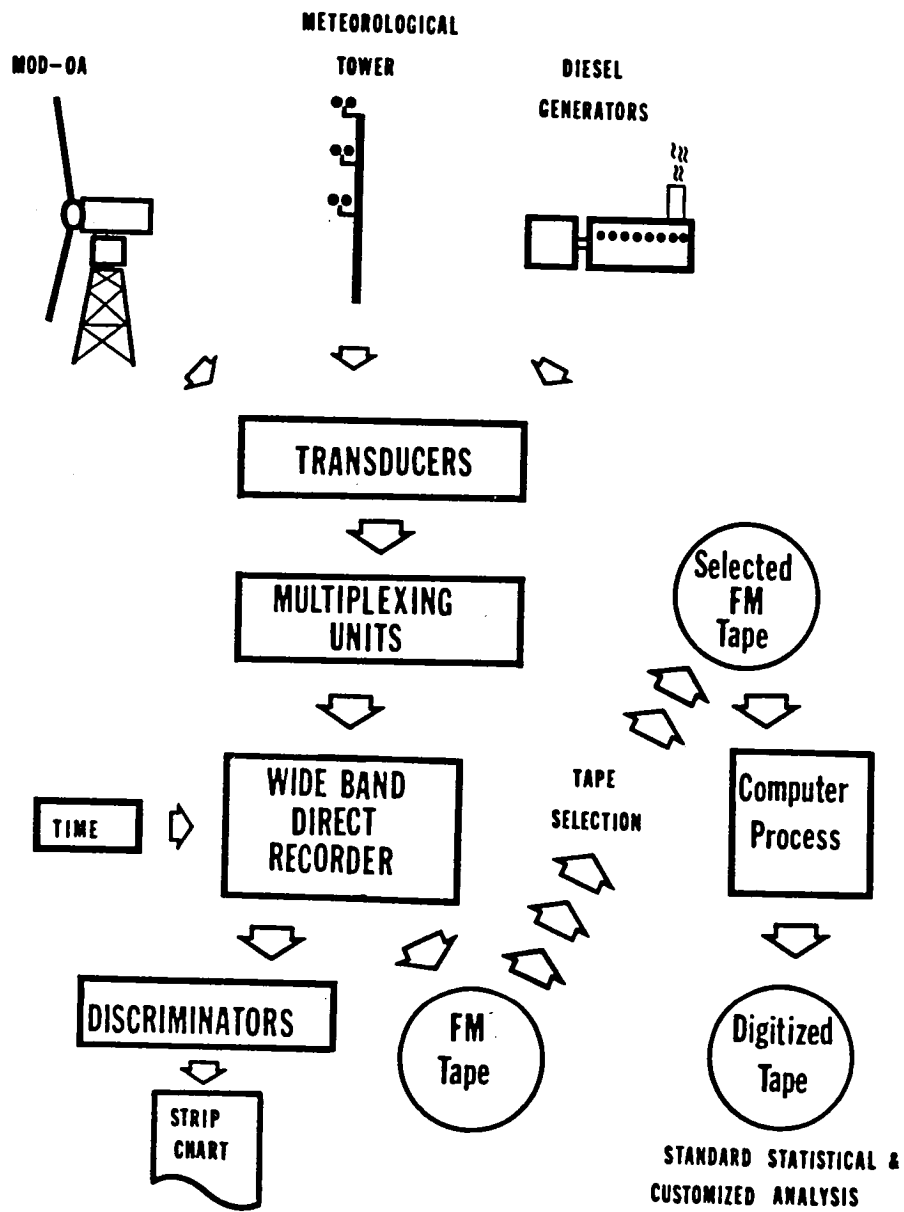 METEOROLOGICAL
TOWER
MOD-OA
DIESEL
GENERATORS
TRANSDUCERS
MULTIPLEXING
UNITS
Selected
FM
Tape
WIDE BAND
DIRECT
RECORDER
TIME
TAPE
SELECTION
Computer
Process
DISCRIMINATORS
FM
Tape
Digitized
Tape
STRIP
CHART
STANDARD STATISTICAL &
CUSTOMIZED ANALYSIS